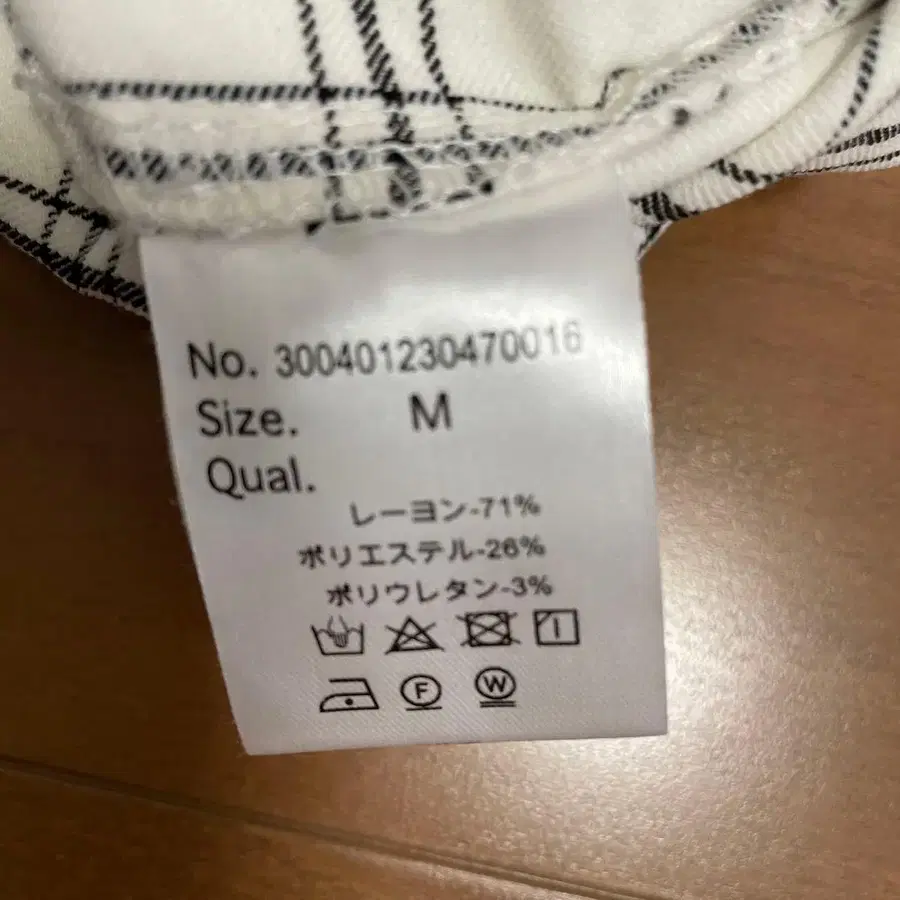 No. 300401230470016
Size. M
Qual.
レーヨン-71%
ポリエステル-26%
ポリウレタン-3%
F W